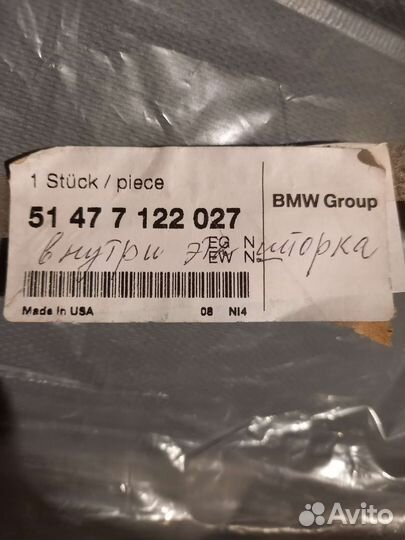 1 Stück / piece
BMW Group
51 47 7 122 027
EG N
EW N
внутри эта шторка
Made in USA
08 NI4
Avito